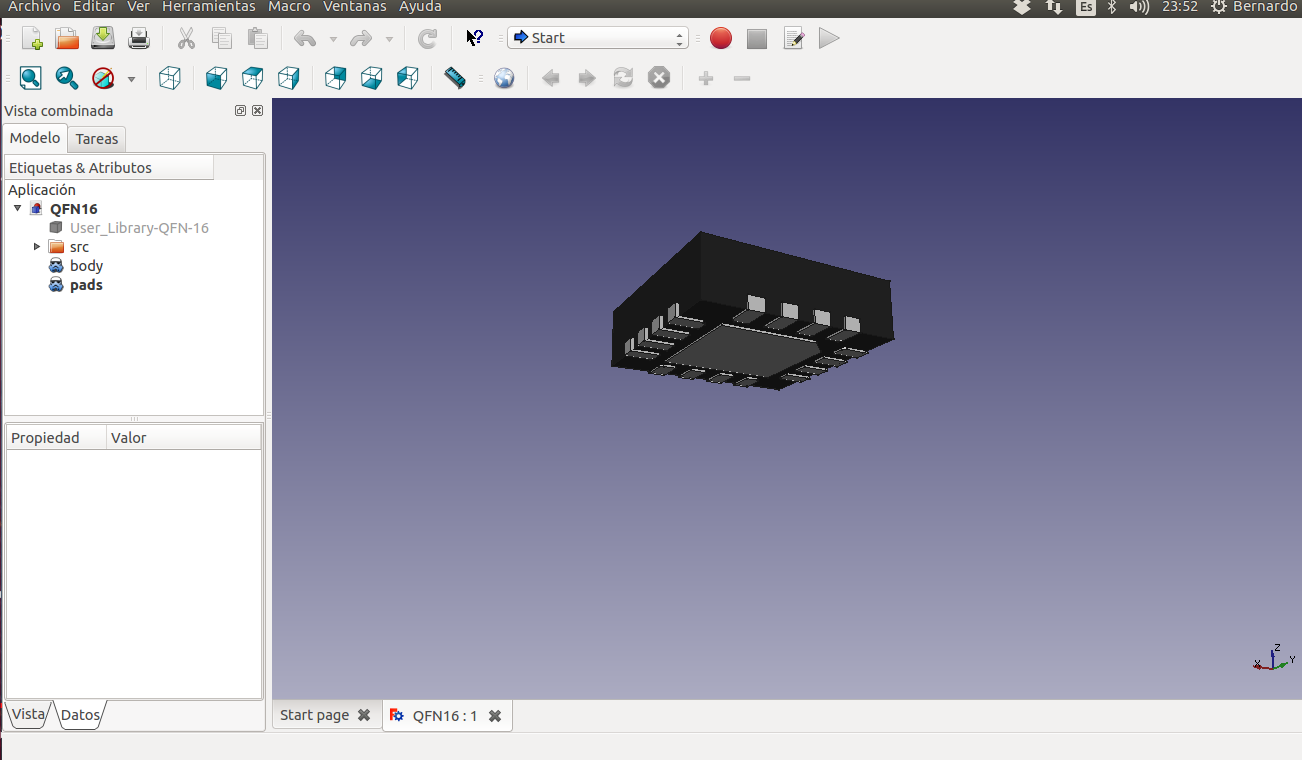 Archivo Editar Ver Herramientas Macro Ventanas Ayuda Es 23:52 Bernardo
Start
Vista combinada
Modelo Tareas
Etiquetas & Atributos
Aplicación
QFN16
User_Library-QFN-16
src
body
pads
Propiedad Valor
Z
X Y
Vista Datos Start page QFN16 : 1